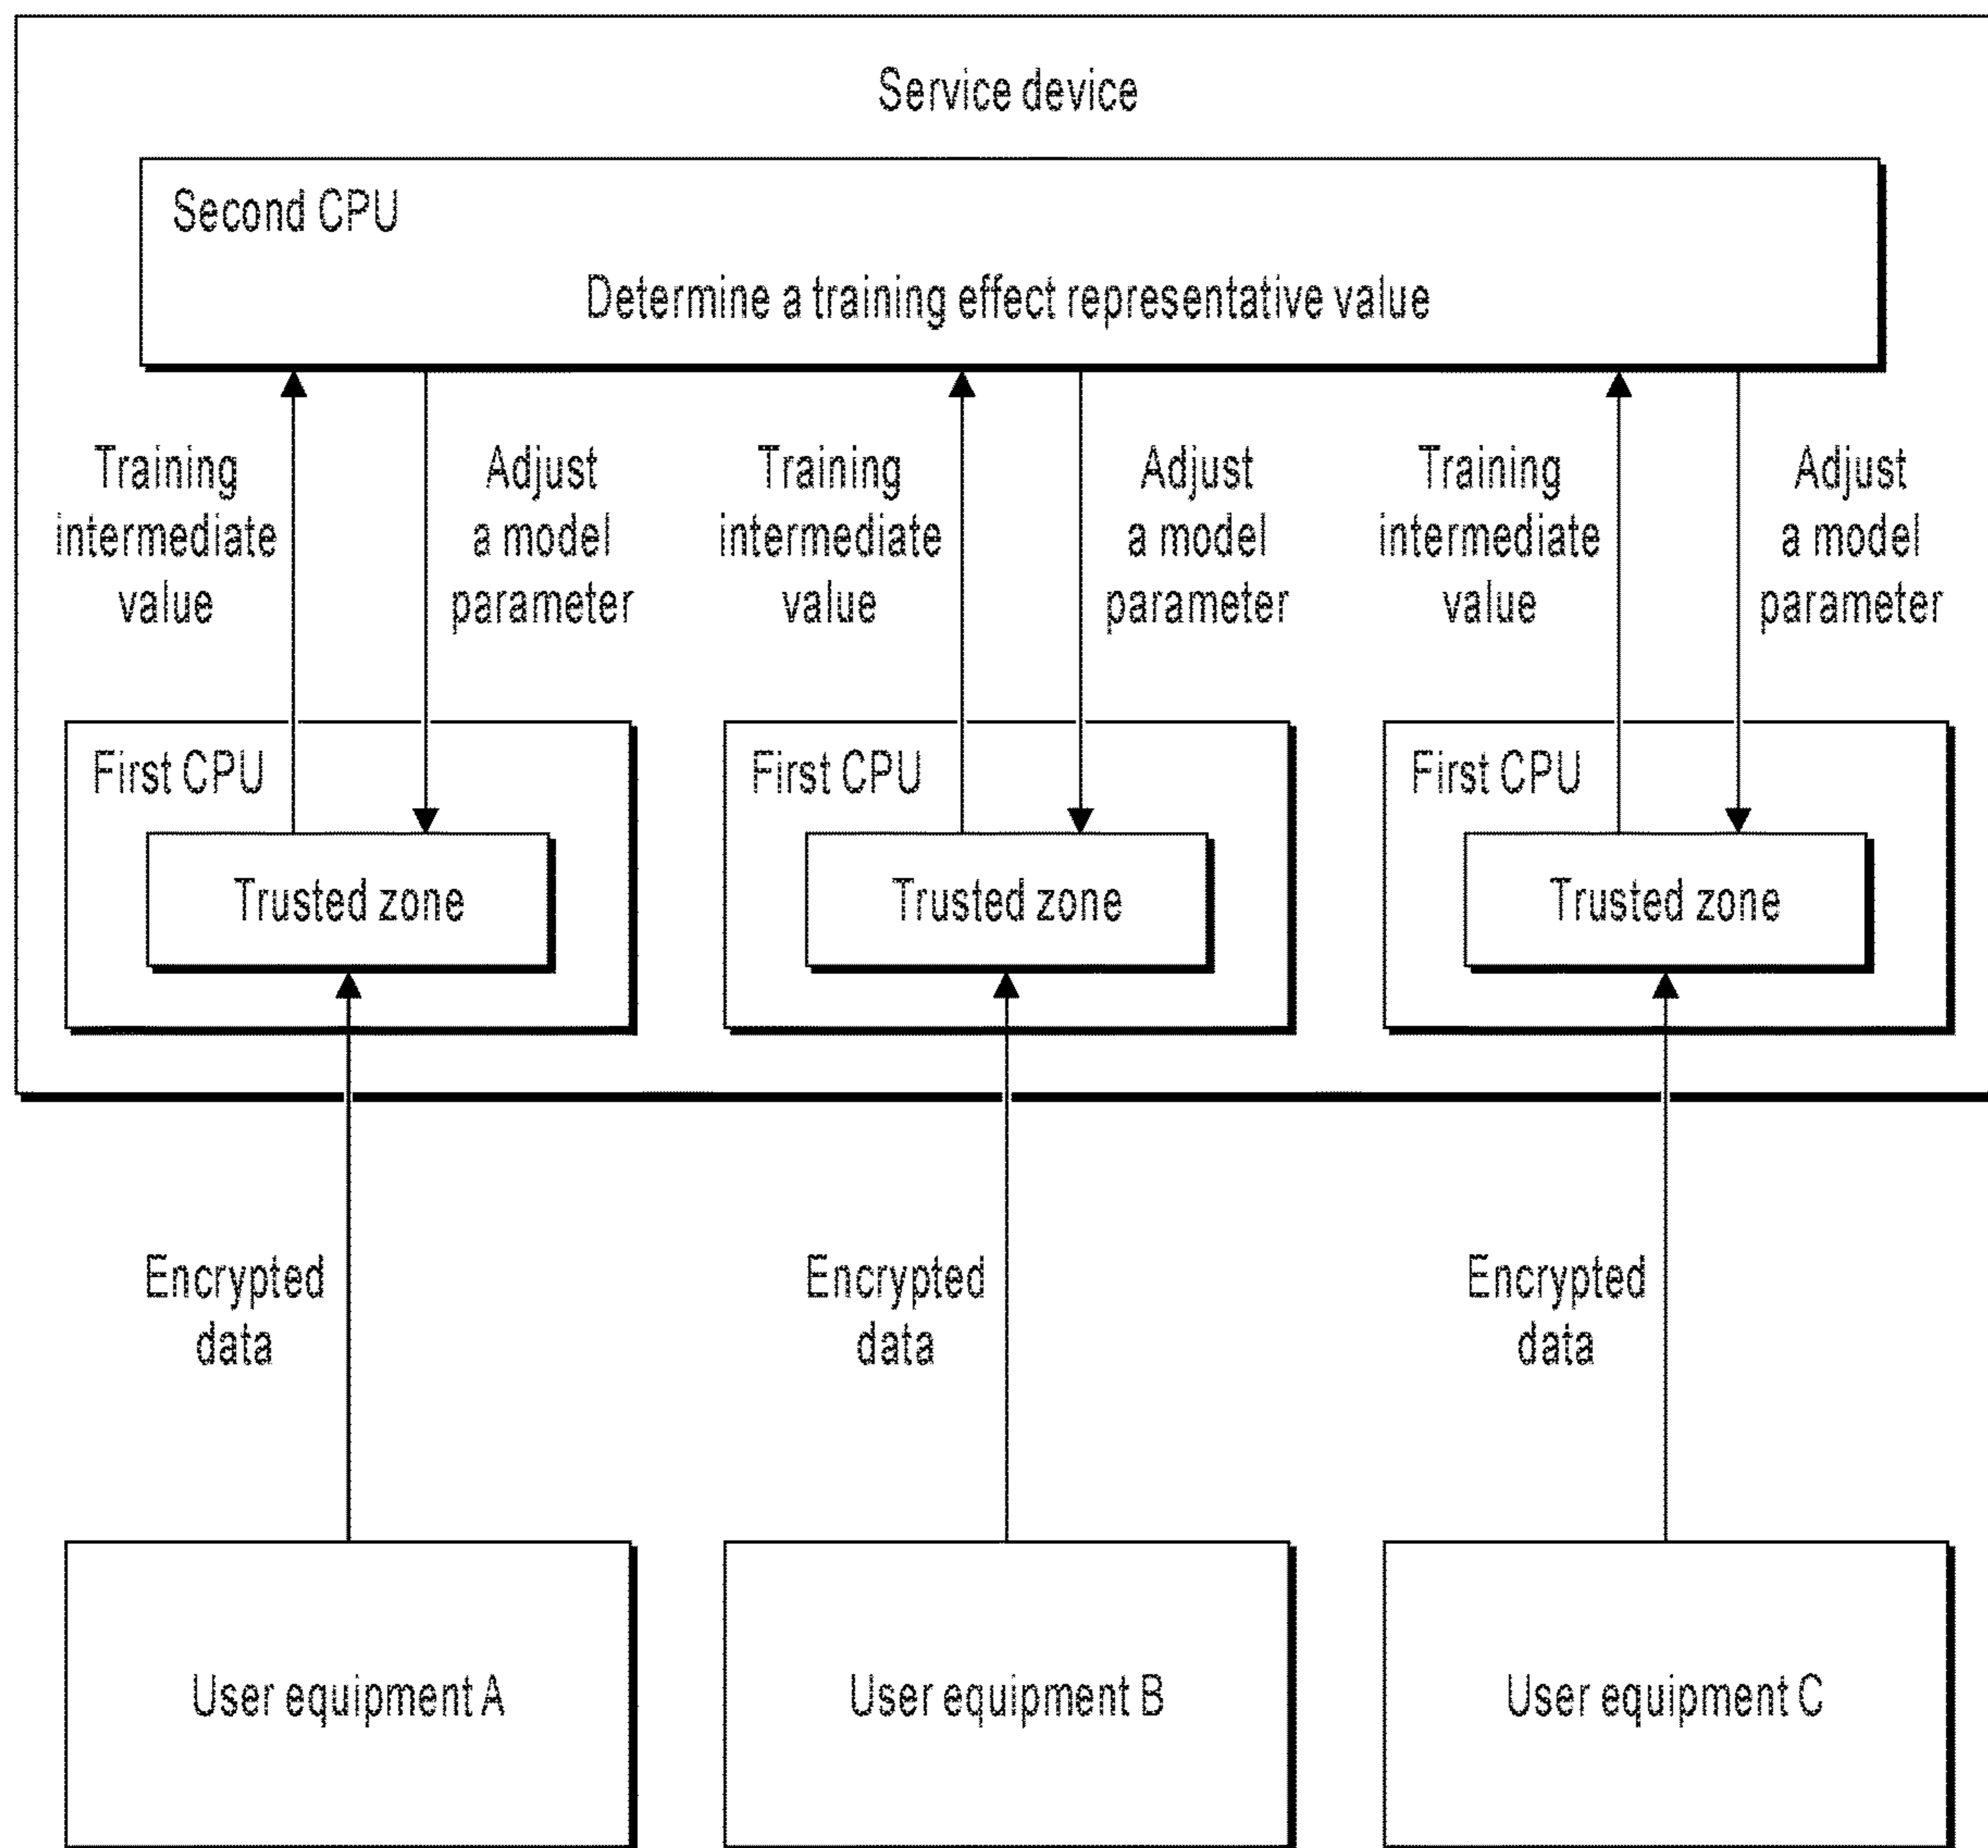 Service device
Second CPU
Determine a training effect representative value
Training
intermediate
value
Adjust
a model
parameter
Training
intermediate
value
Adjust
a model
parameter
Training
intermediate
value
Adjust
a model
parameter
First CPU
Trusted zone
First CPU
Trusted zone
First CPU
Trusted zone
Encrypted
data
Encrypted
data
Encrypted
data
User equipment A
User equipment B
User equipment C